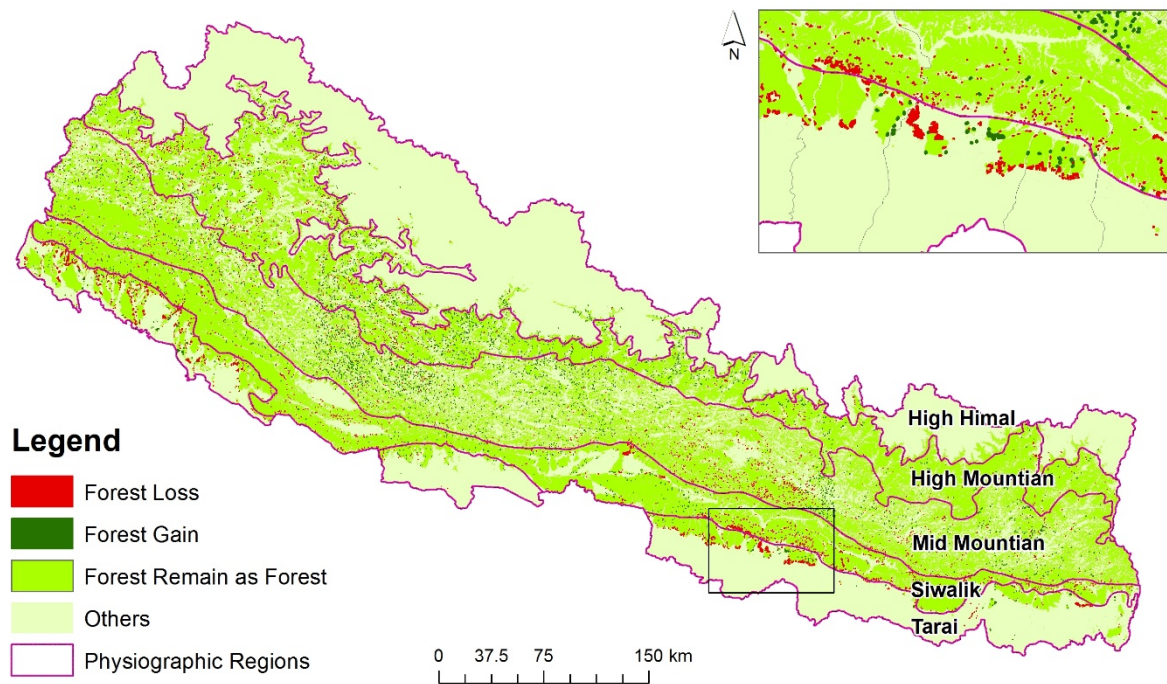 N
High Himal
High Mountian
Mid Mountian
Siwalik
Tarai
Legend
Forest Loss
Forest Gain
Forest Remain as Forest
Others
Physiographic Regions
0 37.5 75 150 km